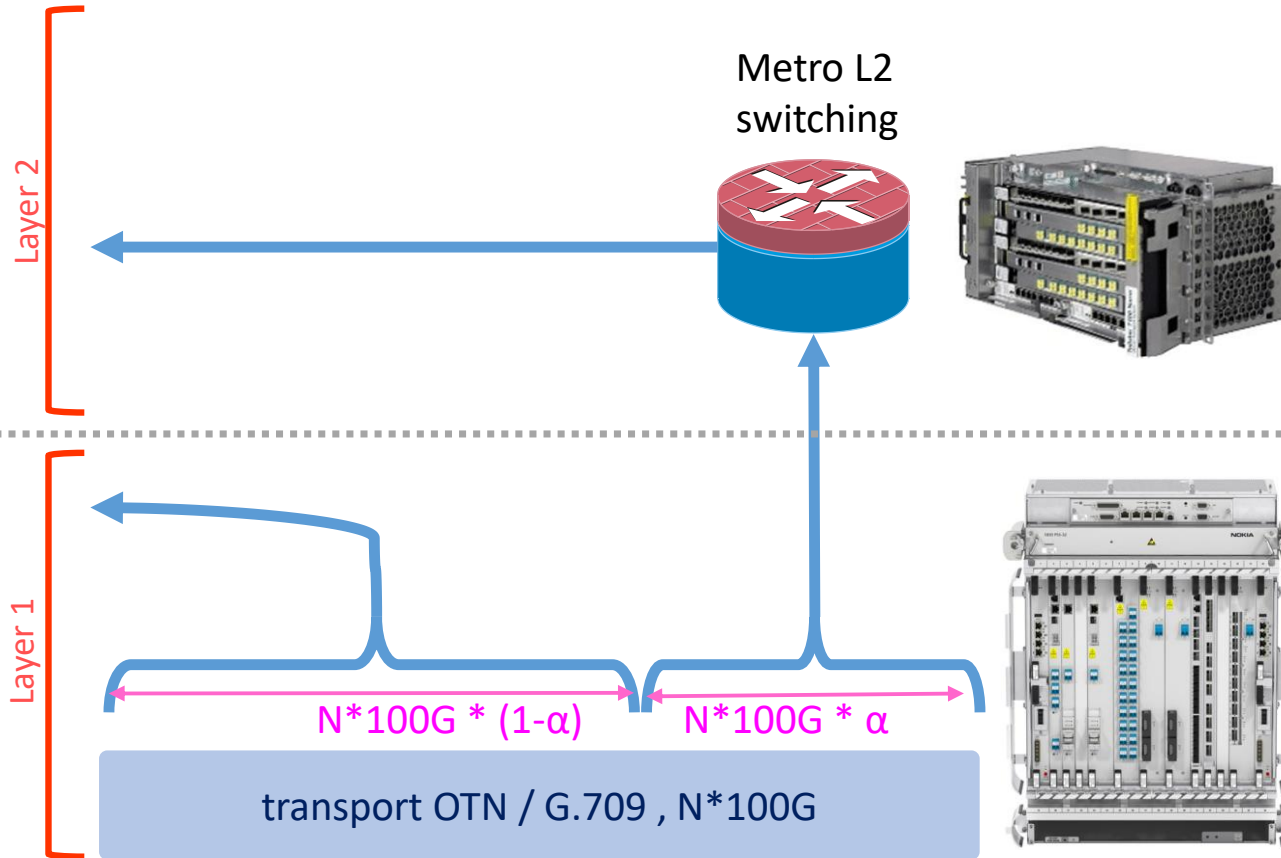 Layer 2
Metro L2
switching
Layer 1
NOKIA
N*100G * (1-α)
N*100G * α
transport OTN / G.709 , N*100G